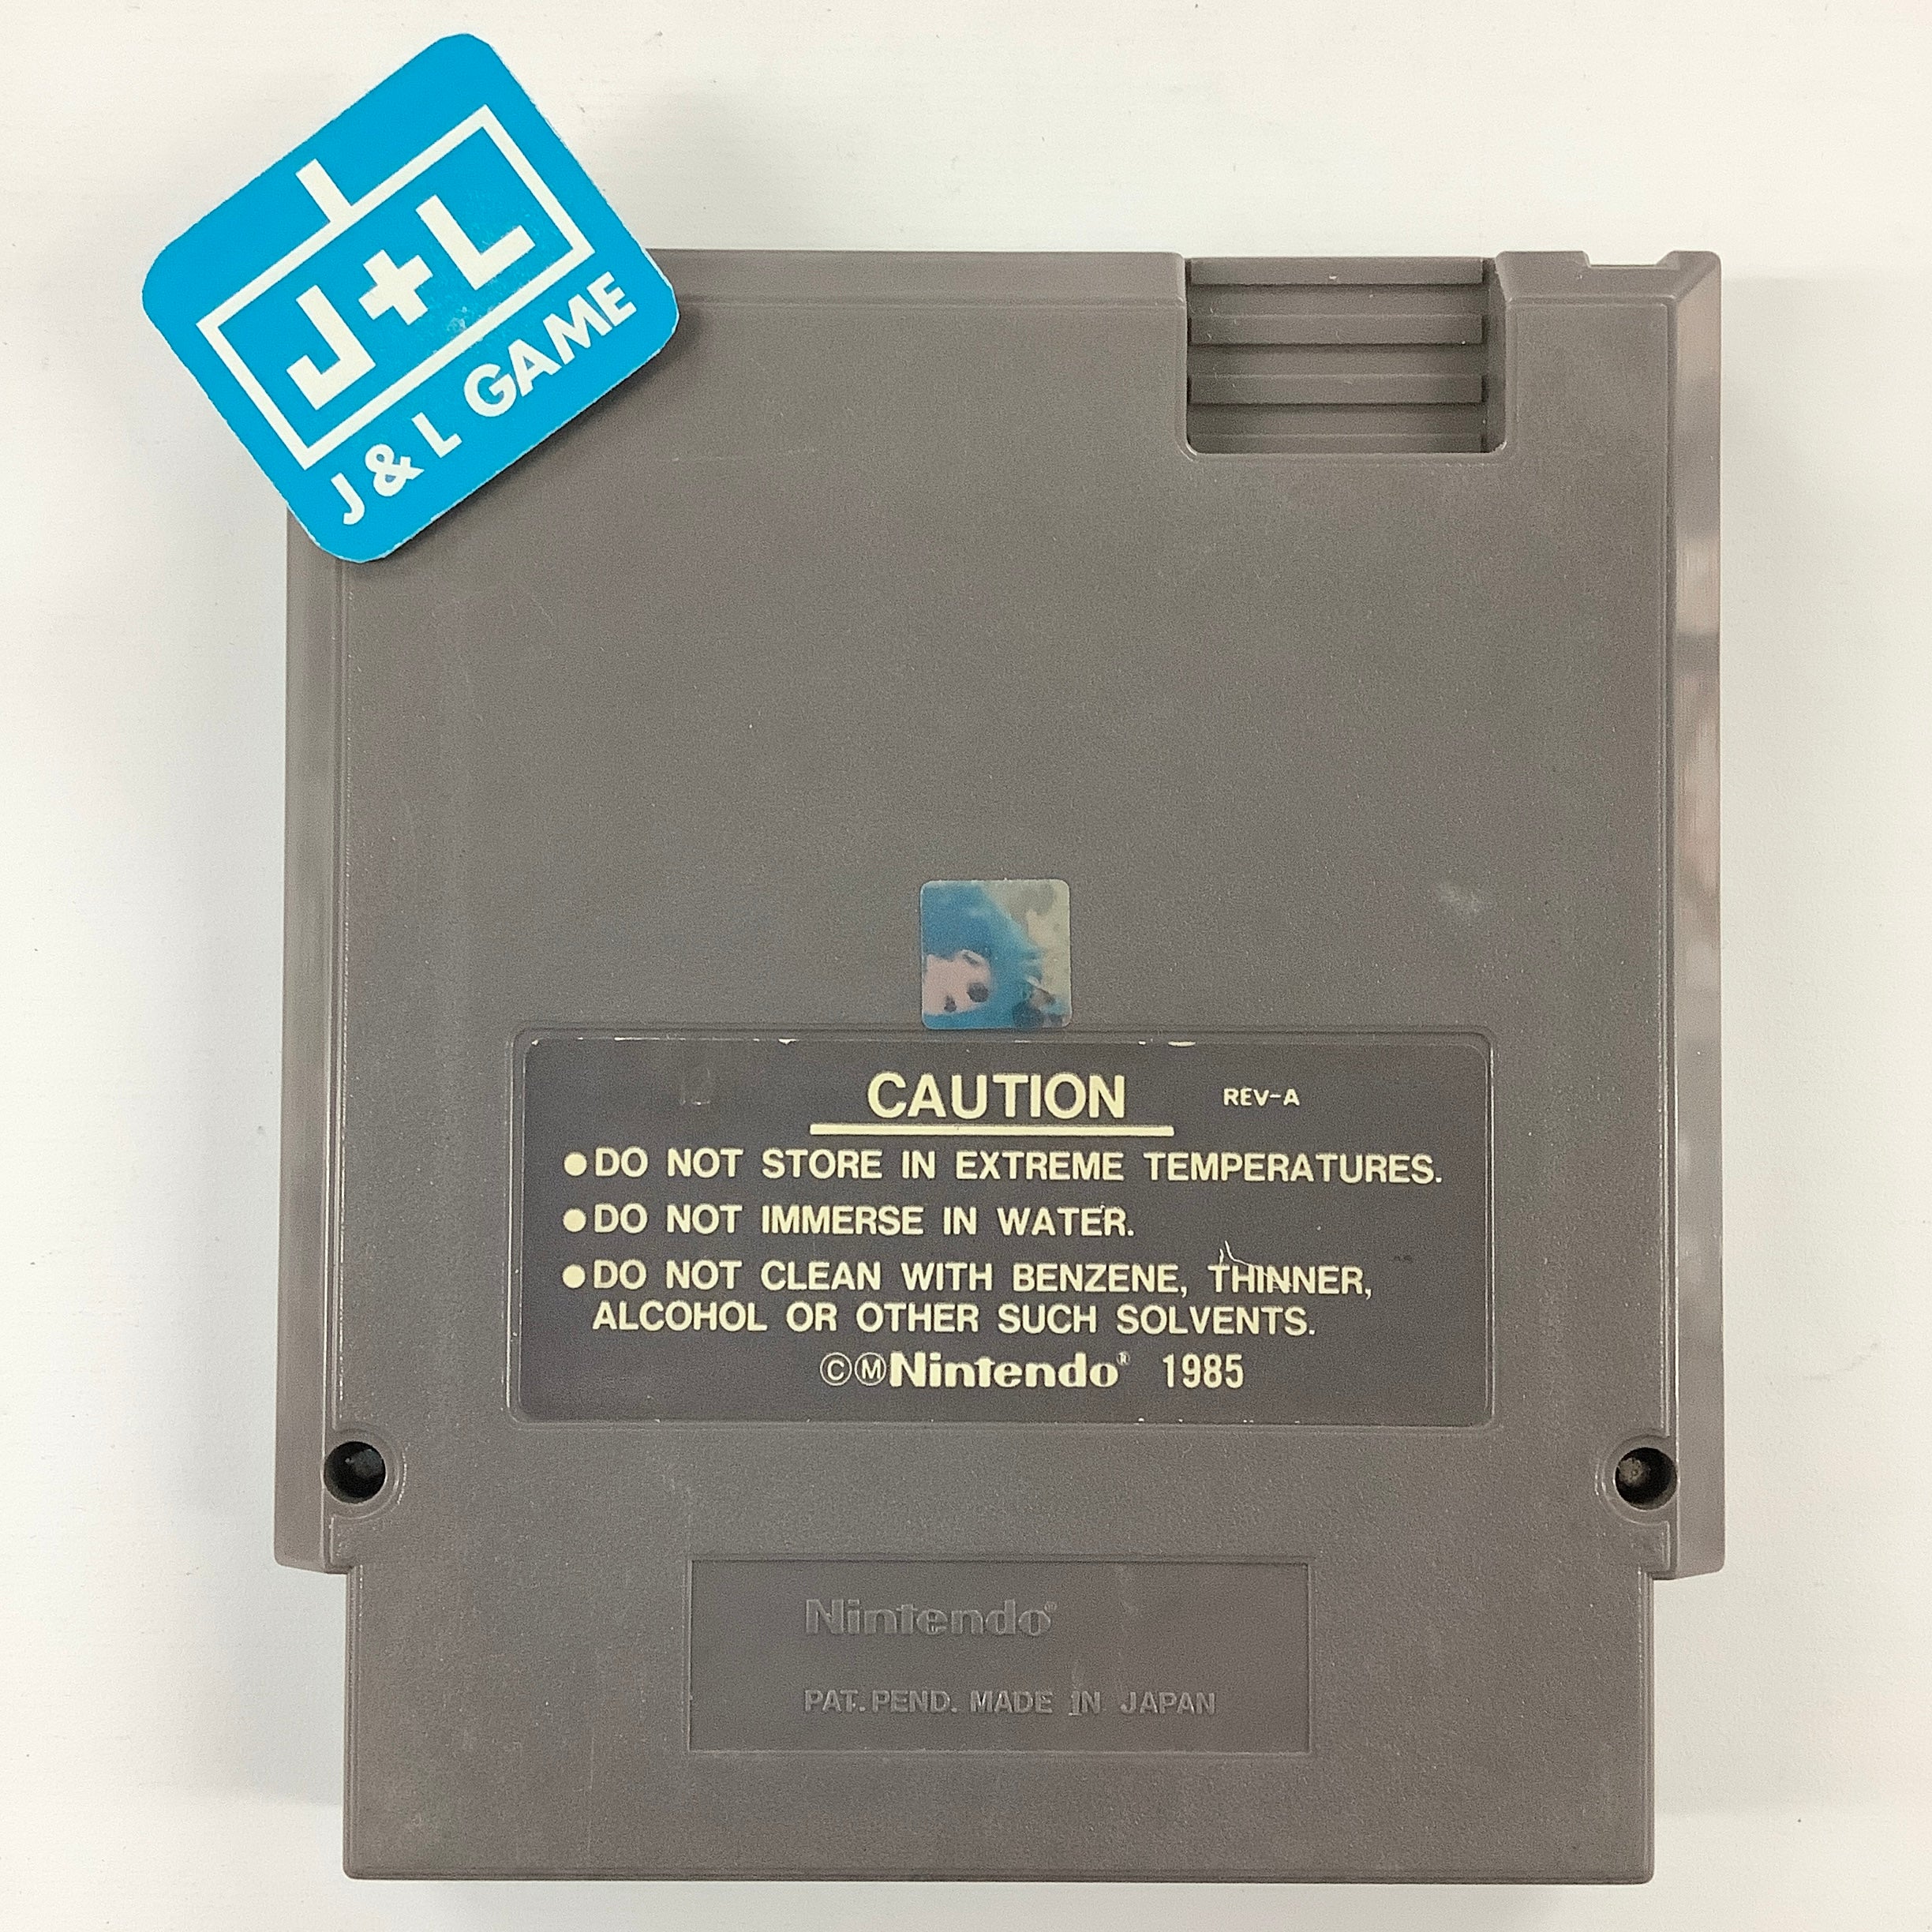 J+L
J & L GAME
CAUTION REV-A
●DO NOT STORE IN EXTREME TEMPERATURES.
●DO NOT IMMERSE IN WATER.
●DO NOT CLEAN WITH BENZENE, THINNER,
ALCOHOL OR OTHER SUCH SOLVENTS.
©ⓂNintendo® 1985
Nintendo®
PAT. PEND. MADE IN JAPAN